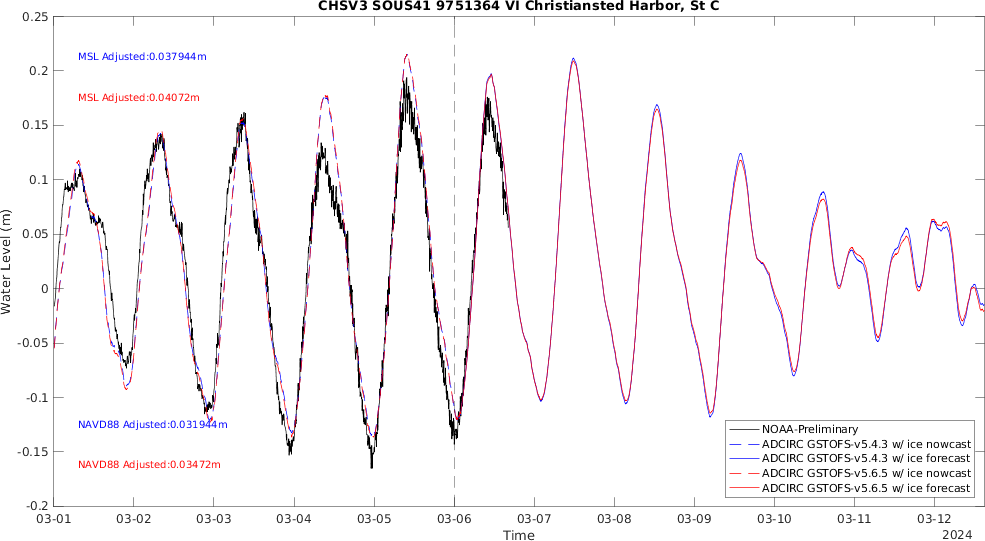 CHSV3 SOUS41 9751364 VI Christiansted Harbor, St C
0.25
0.2
0.15
0.1
0.05
0
-0.05
-0.1
-0.15
-0.2
Water Level (m)
MSL Adjusted:0.037944m
MSL Adjusted:0.04072m
NAVD88 Adjusted:0.031944m
NAVD88 Adjusted:0.03472m
NOAA-Preliminary
ADCIRC GSTOFS-v5.4.3 w/ ice nowcast
ADCIRC GSTOFS-v5.4.3 w/ ice forecast
ADCIRC GSTOFS-v5.6.5 w/ ice nowcast
ADCIRC GSTOFS-v5.6.5 w/ ice forecast
03-01 03-02 03-03 03-04 03-05 03-06 03-07 03-08 03-09 03-10 03-11 03-12
Time
2024